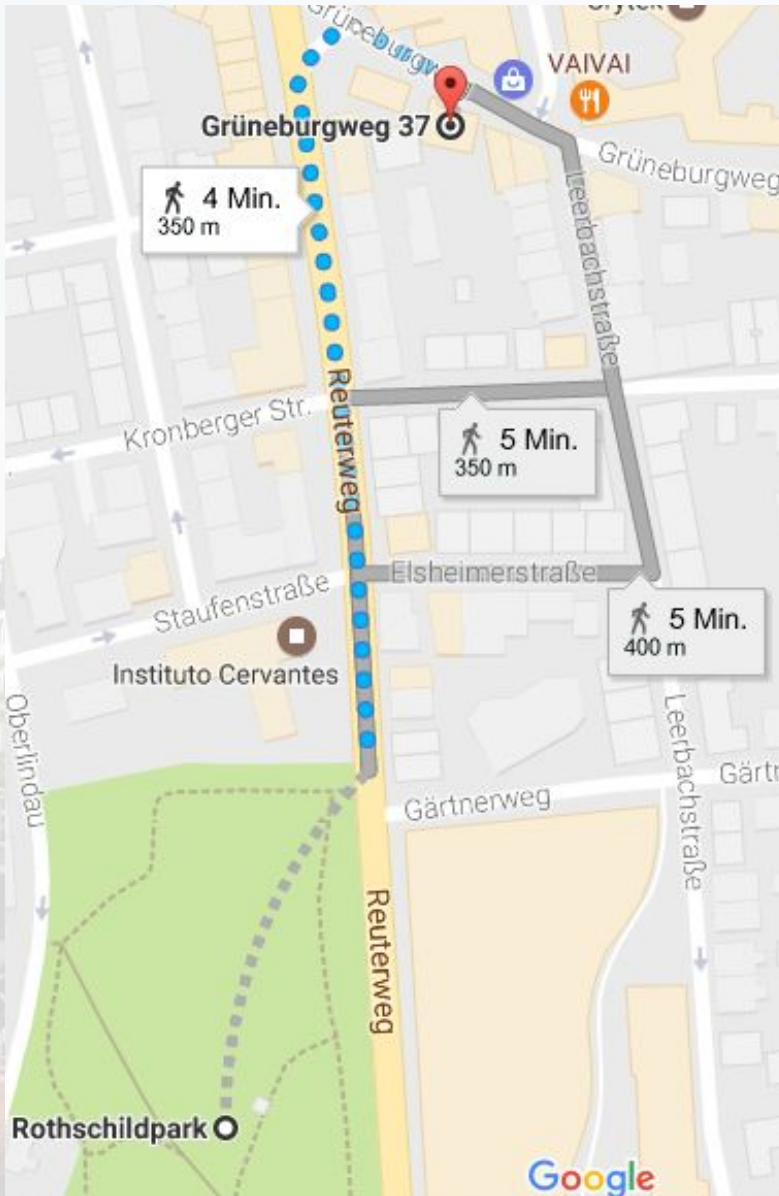 Grüneburgweg
VAIVAI
Grüneburgweg 37
Grüneburgweg
4 Min.
350 m
Leerbachstraße
Reuterweg
Kronberger Str.
5 Min.
350 m
Elsheimerstraße
Staufenstraße
5 Min.
400 m
Instituto Cervantes
Oberlindau
Leerbachstraße
Gärtnerweg
Reuterweg
Rothschildpark
Google